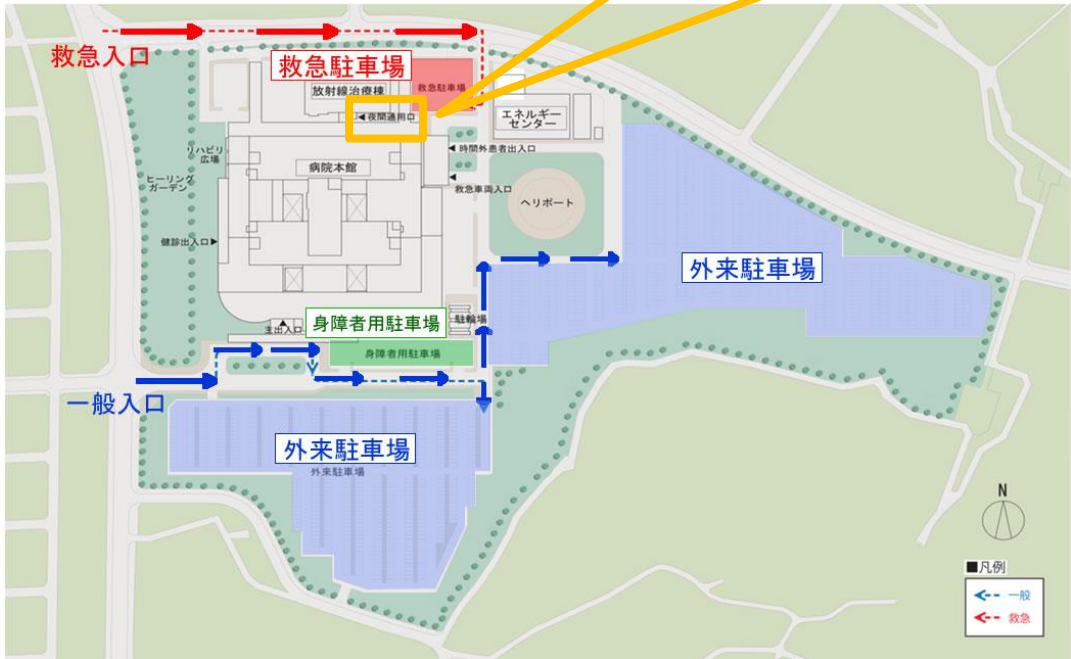 救急入口
救急駐車場
放射線治療棟
救急駐車場
◀夜間通用口
エネルギー
センター
リハビリ
広場
◀時間外患者出入口
病院本館
ヒーリング
ガーデン
救急車両入口
ヘリポート
健診出入口▶
外来駐車場
身障者用駐車場
駐輪場
主出入口
身障者用駐車場
一般入口
外来駐車場
外来駐車場
N
■凡例
一般
救急